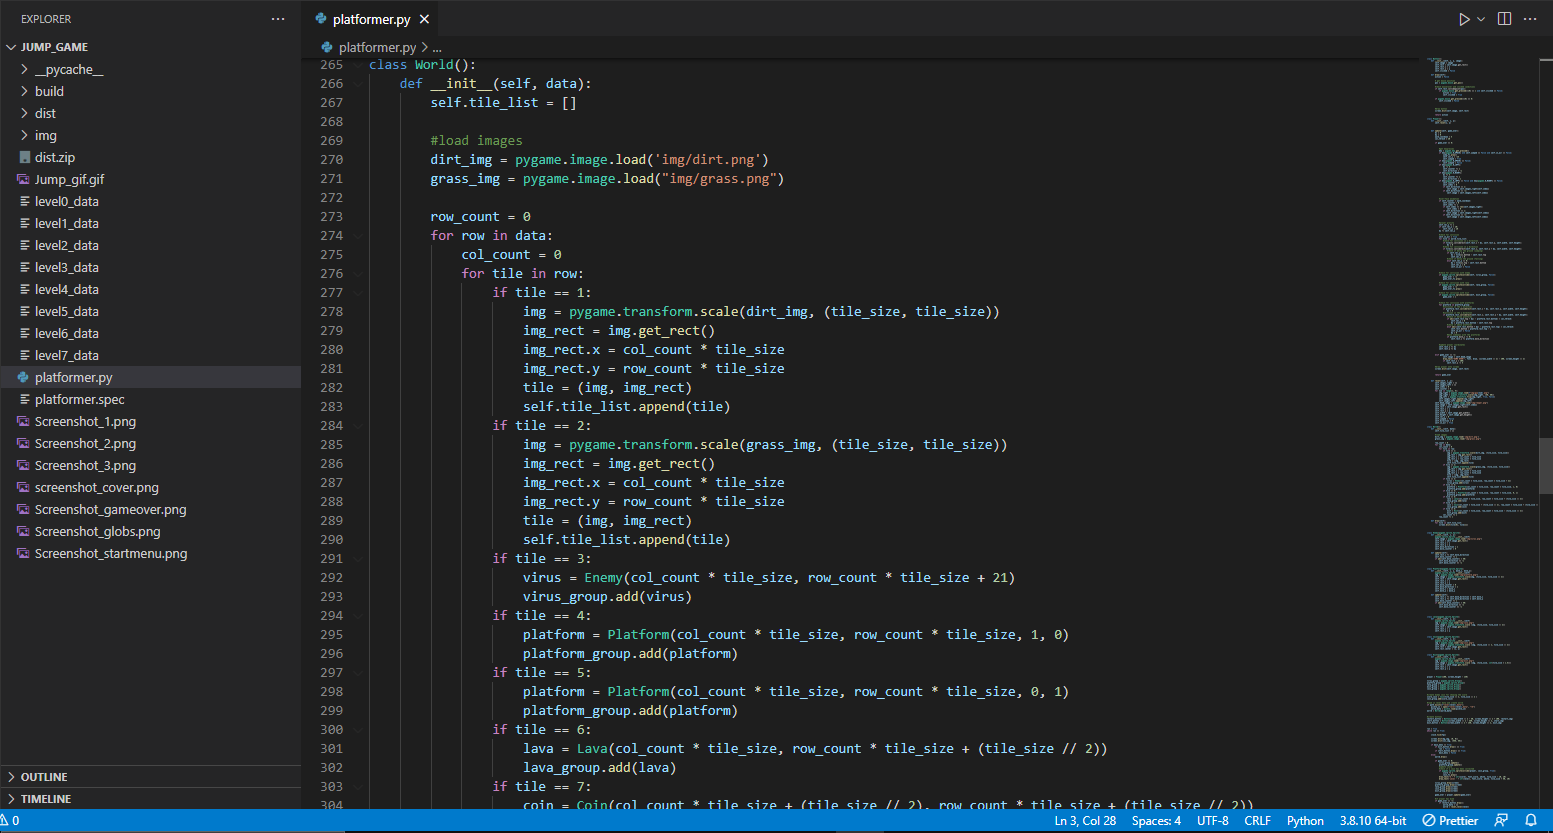 EXPLORER
JUMP_GAME
__pycache__
build
dist
img
dist.zip
Jump_gif.gif
level0_data
level1_data
level2_data
level3_data
level4_data
level5_data
level6_data
level7_data
platformer.py
platformer.spec
Screenshot_1.png
Screenshot_2.png
Screenshot_3.png
screenshot_cover.png
Screenshot_gameover.png
Screenshot_globs.png
Screenshot_startmenu.png
OUTLINE
TIMELINE
platformer.py
platformer.py > ...
265 class World():
266     def __init__(self, data):
267         self.tile_list = []
268
269         #load images
270         dirt_img = pygame.image.load('img/dirt.png')
271         grass_img = pygame.image.load("img/grass.png")
272
273         row_count = 0
274         for row in data:
275             col_count = 0
276             for tile in row:
277                 if tile == 1:
278                     img = pygame.transform.scale(dirt_img, (tile_size, tile_size))
279                     img_rect = img.get_rect()
280                     img_rect.x = col_count * tile_size
281                     img_rect.y = row_count * tile_size
282                     tile = (img, img_rect)
283                     self.tile_list.append(tile)
284                 if tile == 2:
285                     img = pygame.transform.scale(grass_img, (tile_size, tile_size))
286                     img_rect = img.get_rect()
287                     img_rect.x = col_count * tile_size
288                     img_rect.y = row_count * tile_size
289                     tile = (img, img_rect)
290                     self.tile_list.append(tile)
291                 if tile == 3:
292                     virus = Enemy(col_count * tile_size, row_count * tile_size + 21)
293                     virus_group.add(virus)
294                 if tile == 4:
295                     platform = Platform(col_count * tile_size, row_count * tile_size, 1, 0)
296                     platform_group.add(platform)
297                 if tile == 5:
298                     platform = Platform(col_count * tile_size, row_count * tile_size, 0, 1)
299                     platform_group.add(platform)
300                 if tile == 6:
301                     lava = Lava(col_count * tile_size, row_count * tile_size + (tile_size // 2))
302                     lava_group.add(lava)
303                 if tile == 7:
304                     coin = Coin(col_count * tile_size + (tile_size // 2), row_count * tile_size + (tile_size // 2))
0
Ln 3, Col 28 Spaces: 4 UTF-8 CRLF Python 3.8.10 64-bit Prettier